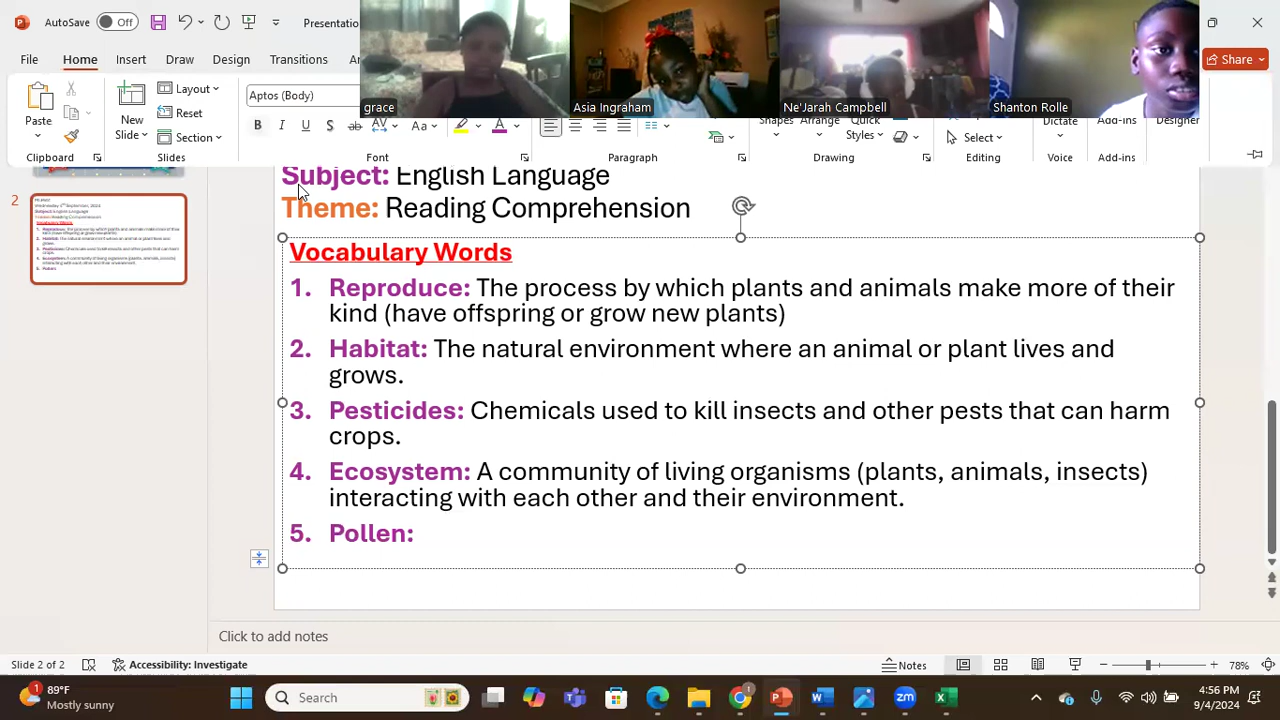 AutoSave Off Presentatio
grace
Asia Ingraham
Ne'Jarah Campbell
Shanton Rolle
File Home Insert Draw Design Transitions Share
Paste
New Slide
Layout
Reset
Section
Aptos (Body)
B I U S ab AV Aa A
Shapes Arrange Quick Styles
Select
Dictate
Add-ins
Designer
Clipboard Slides Font Paragraph Drawing Editing Voice Add-ins
2
Subject: English Language
Theme: Reading Comprehension
Vocabulary Words
1. Reproduce: The process by which plants and animals make more of their
kind (have offspring or grow new plants)
2. Habitat: The natural environment where an animal or plant lives and
grows.
3. Pesticides: Chemicals used to kill insects and other pests that can harm
crops.
4. Ecosystem: A community of living organisms (plants, animals, insects)
interacting with each other and their environment.
5. Pollen:
Click to add notes
Slide 2 of 2 Accessibility: Investigate Notes 78%
89°F
Mostly sunny
Search
4:56 PM
9/4/2024